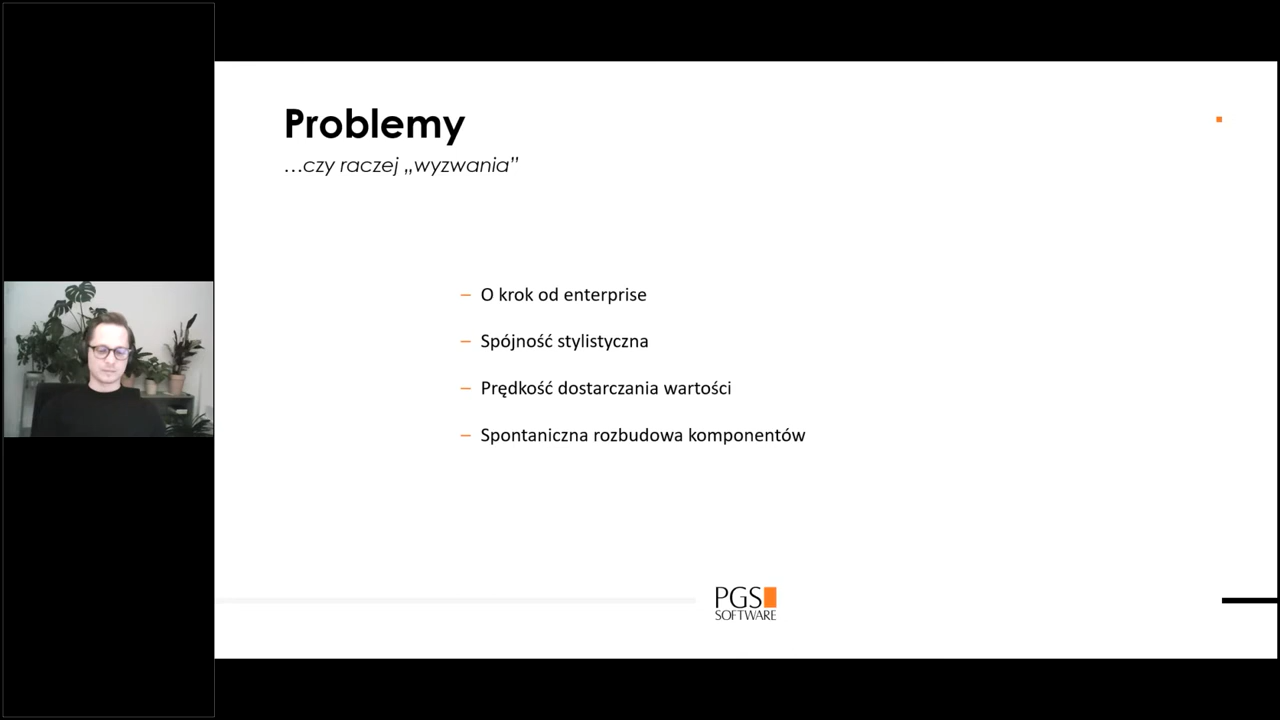 Problemy
…czy raczej „wyzwania”
– O krok od enterprise
– Spójność stylistyczna
– Prędkość dostarczania wartości
– Spontaniczna rozbudowa komponentów
PGS
SOFTWARE